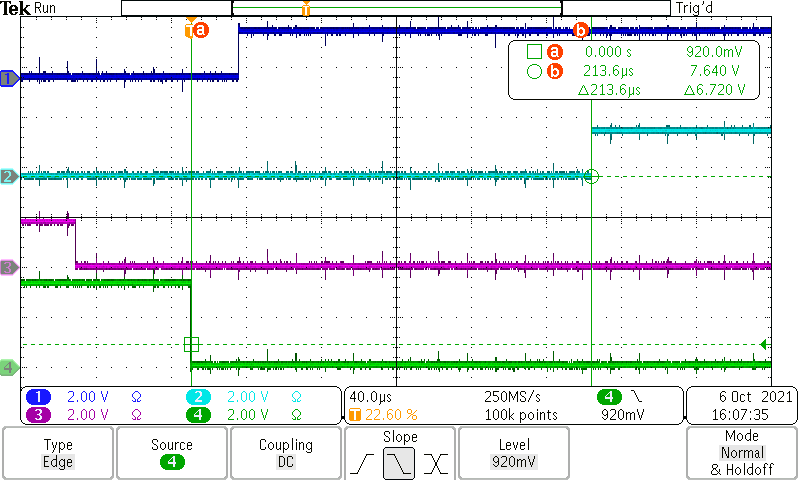 Tek Run Trig'd
T a b
a 0.000 s 920.0mV
b 213.6µs 7.640 V
Δ213.6µs Δ6.720 V
1
2
3
4
1 2.00 V Ω 2 2.00 V Ω
3 2.00 V Ω 4 2.00 V Ω
40.0µs 250MS/s
T 22.60 % 100k points
4 920mV
6 Oct 2021
16:07:35
Type
Edge
Source
4
Coupling
DC
Slope
Level
920mV
Mode
Normal
& Holdoff